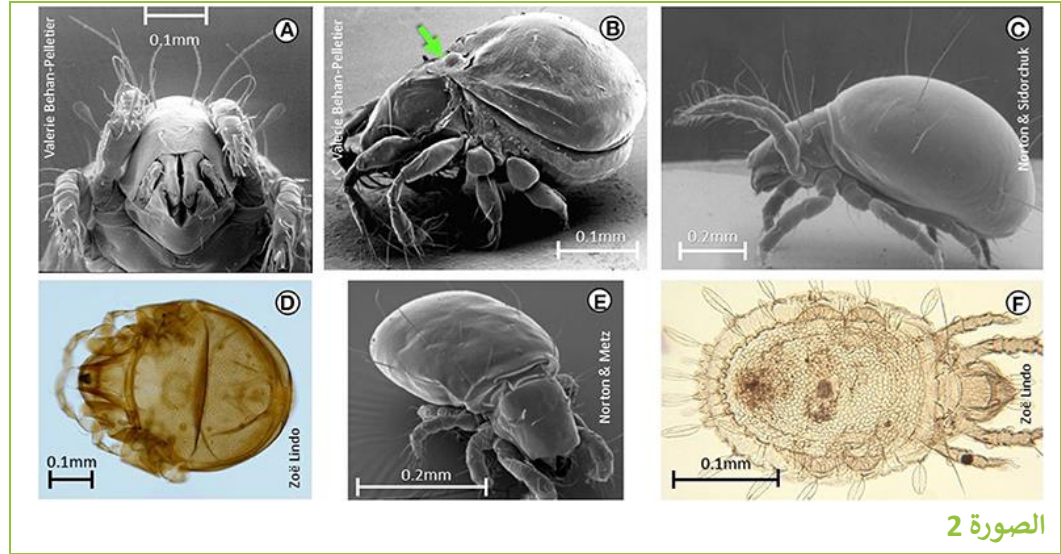 Valerie Behan-Pelletier
0.1mm
A
Valerie Behan-Pelletier
B
0.1mm
C
Norton & Sidorchuk
0.2mm
D
0.1mm
Zoë Lindo
E
Norton & Metz
0.2mm
F
Zoë Lindo
0.1mm
الصورة 2